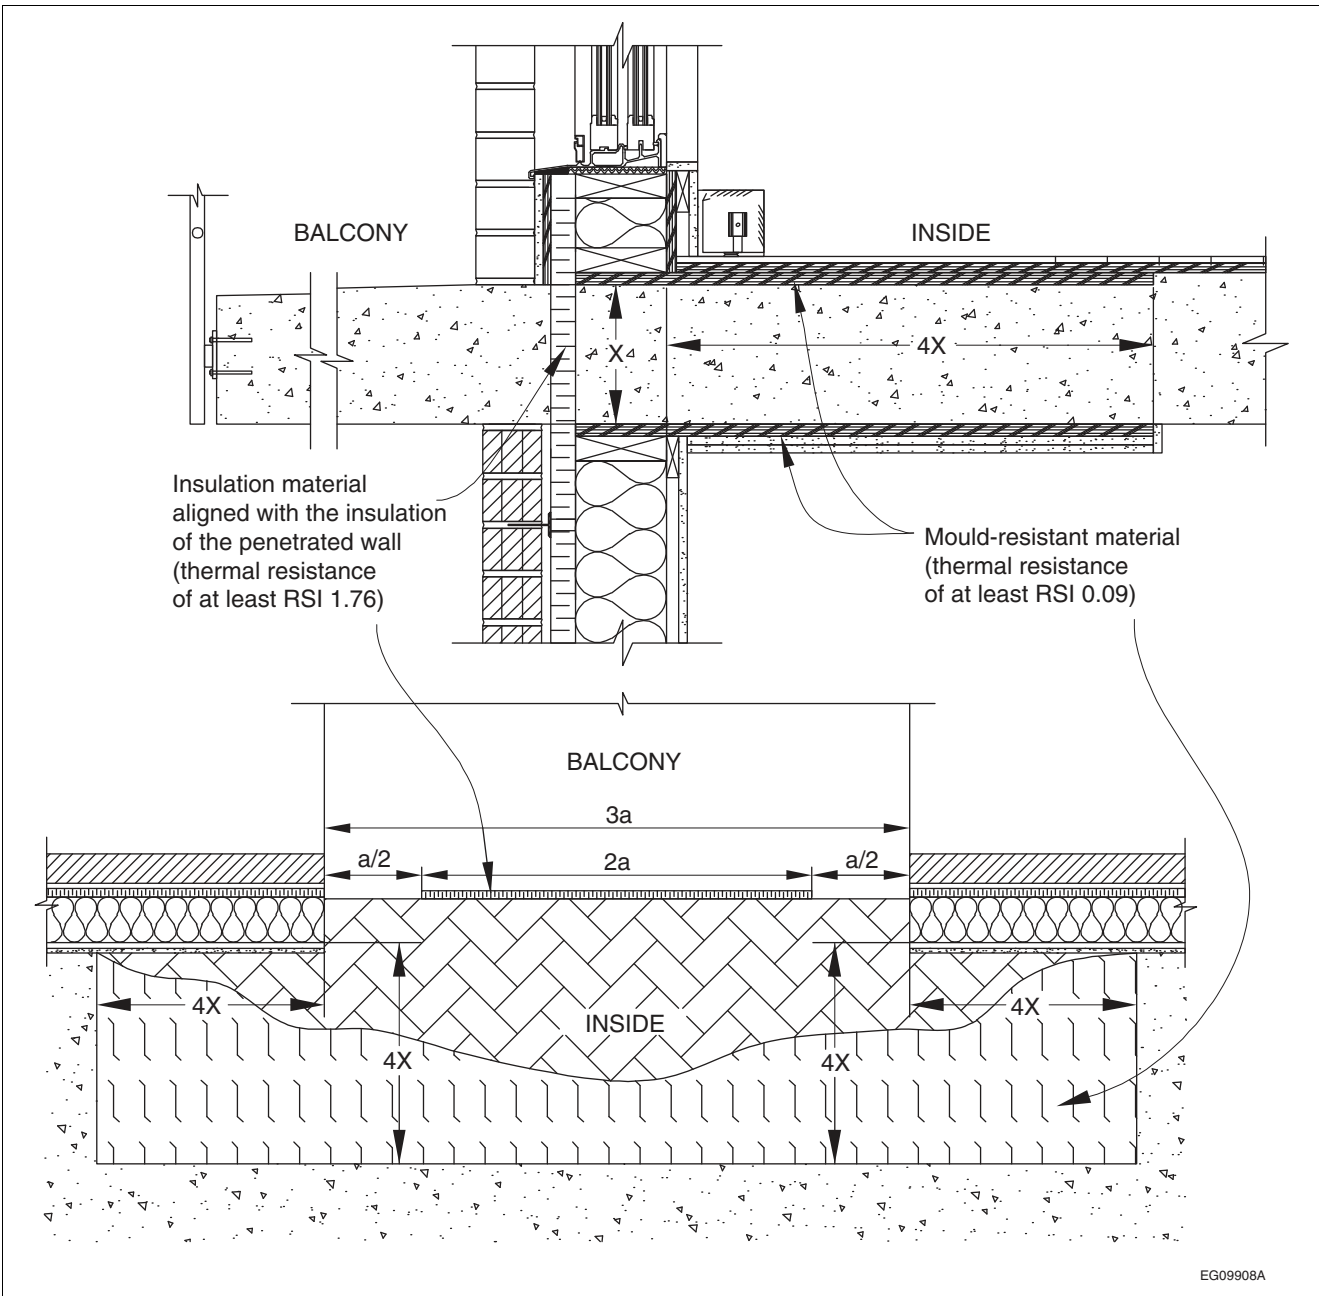 BALCONY
INSIDE
X
4X
Insulation material
aligned with the insulation
of the penetrated wall
(thermal resistance
of at least RSI 1.76)
Mould-resistant material
(thermal resistance
of at least RSI 0.09)
BALCONY
3a
a/2
2a
a/2
4X
INSIDE
4X
4X
4X
EG09908A